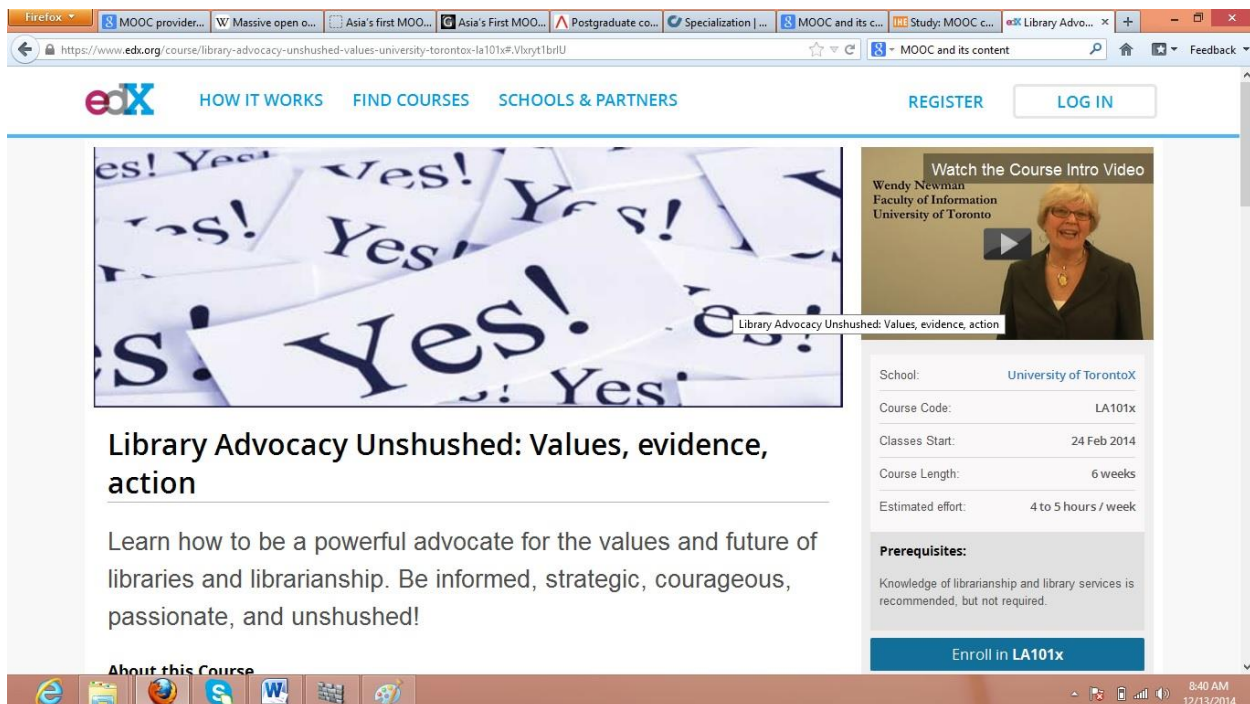 Firefox
MOOC provider...
Massive open o...
Asia's first MOO...
Asia's First MOO...
Postgraduate co...
Specialization | ...
MOOC and its c...
Study: MOOC c...
Library Advo...
https://www.edx.org/course/library-advocacy-unshushed-values-university-torontox-la101x#.VIxryt1brIU
MOOC and its content
Feedback
edX
HOW IT WORKS
FIND COURSES
SCHOOLS & PARTNERS
REGISTER
LOG IN
es! Yes!
Yes!
Yes!
Yes!
Yes!
Yes!
Watch the Course Intro Video
Wendy Newman
Faculty of Information
University of Toronto
Library Advocacy Unshushed: Values, evidence, action
Library Advocacy Unshushed: Values, evidence,
action
Learn how to be a powerful advocate for the values and future of
libraries and librarianship. Be informed, strategic, courageous,
passionate, and unshushed!
About this Course
School: University of TorontoX
Course Code: LA101x
Classes Start: 24 Feb 2014
Course Length: 6 weeks
Estimated effort: 4 to 5 hours / week
Prerequisites:
Knowledge of librarianship and library services is
recommended, but not required.
Enroll in LA101x
8:40 AM
12/13/2014